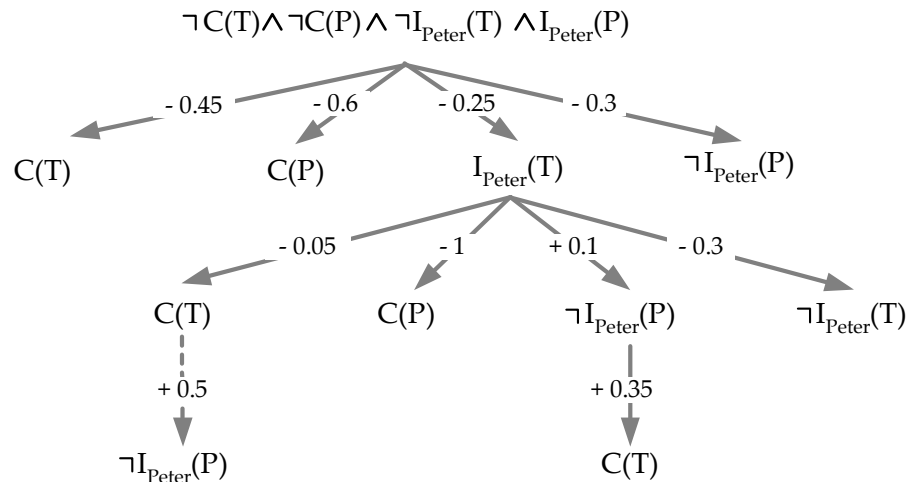 ¬C(T)∧¬C(P)∧¬I_Peter(T) ∧I_Peter(P)
- 0.45 - 0.6 - 0.25 - 0.3
C(T) C(P) I_Peter(T) ¬I_Peter(P)
- 0.05 - 1 + 0.1 - 0.3
C(T) C(P) ¬I_Peter(P) ¬I_Peter(T)
+ 0.5 + 0.35
¬I_Peter(P) C(T)